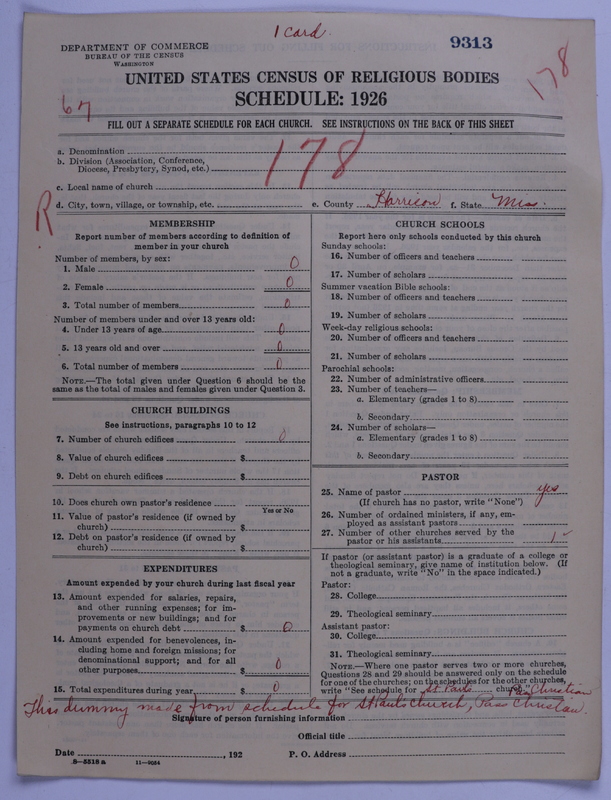 1 Card.
DEPARTMENT OF COMMERCE
BUREAU OF THE CENSUS
WASHINGTON
9313
178
UNITED STATES CENSUS OF RELIGIOUS BODIES
SCHEDULE: 1926
67
FILL OUT A SEPARATE SCHEDULE FOR EACH CHURCH. SEE INSTRUCTIONS ON THE BACK OF THIS SHEET
a. Denomination
b. Division (Association, Conference,
Diocese, Presbytery, Synod, etc.)
178
c. Local name of church
d. City, town, village, or township, etc. e. County Harrison f. State Miss.
R
MEMBERSHIP
Report number of members according to definition of
member in your church
Number of members, by sex:
1. Male 0
2. Female 0
3. Total number of members 0
Number of members under and over 13 years old:
4. Under 13 years of age 0
5. 13 years old and over 0
6. Total number of members 0
NOTE.—The total given under Question 6 should be the
same as the total of males and females given under Question 3.
CHURCH BUILDINGS
See instructions, paragraphs 10 to 12
7. Number of church edifices 0
8. Value of church edifices $
9. Debt on church edifices $
10. Does church own pastor's residence
Yes or No
11. Value of pastor's residence (if owned by
church) $
12. Debt on pastor's residence (if owned by
church) $
EXPENDITURES
Amount expended by your church during last fiscal year
13. Amount expended for salaries, repairs,
and other running expenses; for im-
provements or new buildings; and for
payments on church debt $ 0
14. Amount expended for benevolences, in-
cluding home and foreign missions; for
denominational support; and for all
other purposes $ 0
15. Total expenditures during year $ 0
CHURCH SCHOOLS
Report here only schools conducted by this church
Sunday schools:
16. Number of officers and teachers
17. Number of scholars
Summer vacation Bible schools:
18. Number of officers and teachers
19. Number of scholars
Week-day religious schools:
20. Number of officers and teachers
21. Number of scholars
Parochial schools:
22. Number of administrative officers
23. Number of teachers—
a. Elementary (grades 1 to 8)
b. Secondary
24. Number of scholars—
a. Elementary (grades 1 to 8)
b. Secondary
PASTOR
25. Name of pastor yes
(If church has no pastor, write "None")
26. Number of ordained ministers, if any, em-
ployed as assistant pastors
27. Number of other churches served by the
pastor or his assistants 1 ✓
If pastor (or assistant pastor) is a graduate of a college or
theological seminary, give name of institution below. (If
not a graduate, write "No" in the space indicated.)
Pastor:
28. College
29. Theological seminary
Assistant pastor:
30. College
31. Theological seminary
NOTE.—Where one pastor serves two or more churches,
Questions 28 and 29 should be answered only on the schedule
for one of the churches; on the schedules for the other churches,
write "See schedule for St Pauls church." Pass Christian
This dummy made from schedule for St Pauls Church, Pass Christian.
Signature of person furnishing information
Official title
Date , 192 P. O. Address
8—5518 a 11—9034